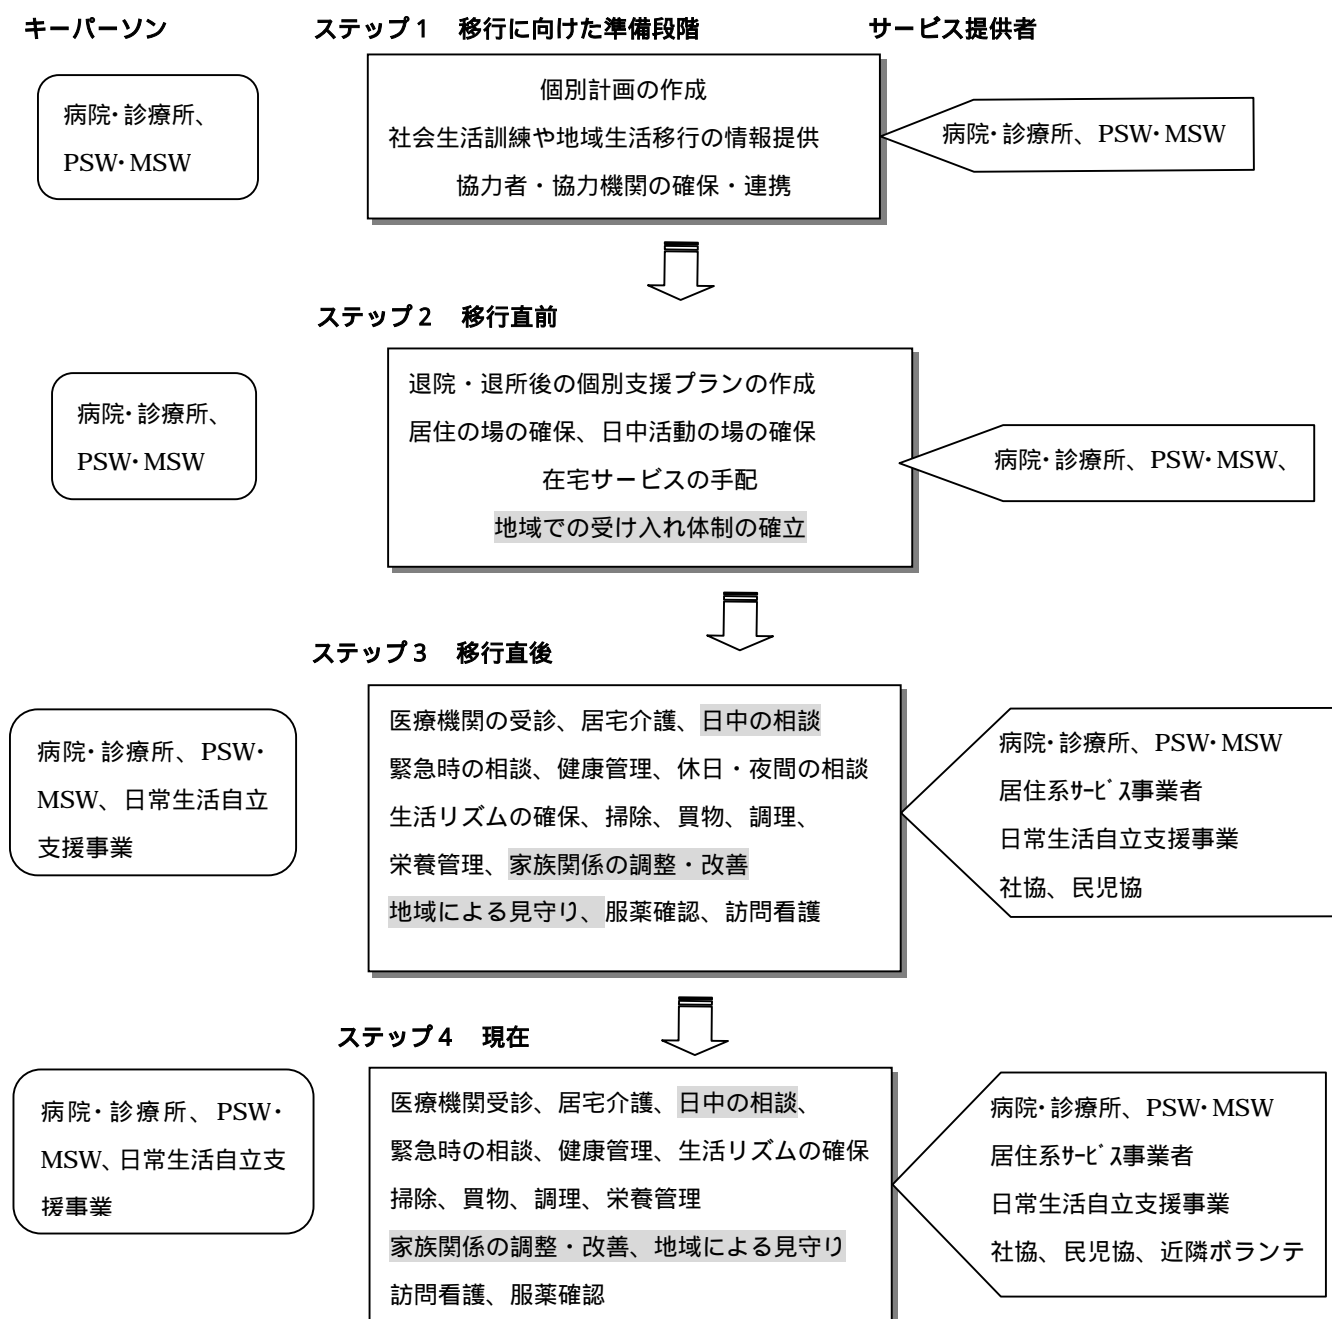 キーパーソン
ステップ1　移行に向けた準備段階
サービス提供者
病院・診療所、
PSW・MSW
個別計画の作成
社会生活訓練や地域生活移行の情報提供
協力者・協力機関の確保・連携
病院・診療所、PSW・MSW
ステップ2　移行直前
病院・診療所、
PSW・MSW
退院・退所後の個別支援プランの作成
居住の場の確保、日中活動の場の確保
在宅サービスの手配
地域での受け入れ体制の確立
病院・診療所、PSW・MSW、
ステップ3　移行直後
病院・診療所、PSW・
MSW、日常生活自立
支援事業
医療機関の受診、居宅介護、日中の相談
緊急時の相談、健康管理、休日・夜間の相談
生活リズムの確保、掃除、買物、調理、
栄養管理、家族関係の調整・改善
地域による見守り、服薬確認、訪問看護
病院・診療所、PSW・MSW
居住系ｻｰﾋﾞｽ事業者
日常生活自立支援事業
社協、民児協
ステップ4　現在
病院・診療所、PSW・
MSW、日常生活自立支
援事業
医療機関受診、居宅介護、日中の相談、
緊急時の相談、健康管理、生活リズムの確保
掃除、買物、調理、栄養管理
家族関係の調整・改善、地域による見守り
訪問看護、服薬確認
病院・診療所、PSW・MSW
居住系ｻｰﾋﾞｽ事業者
日常生活自立支援事業
社協、民児協、近隣ボランテ